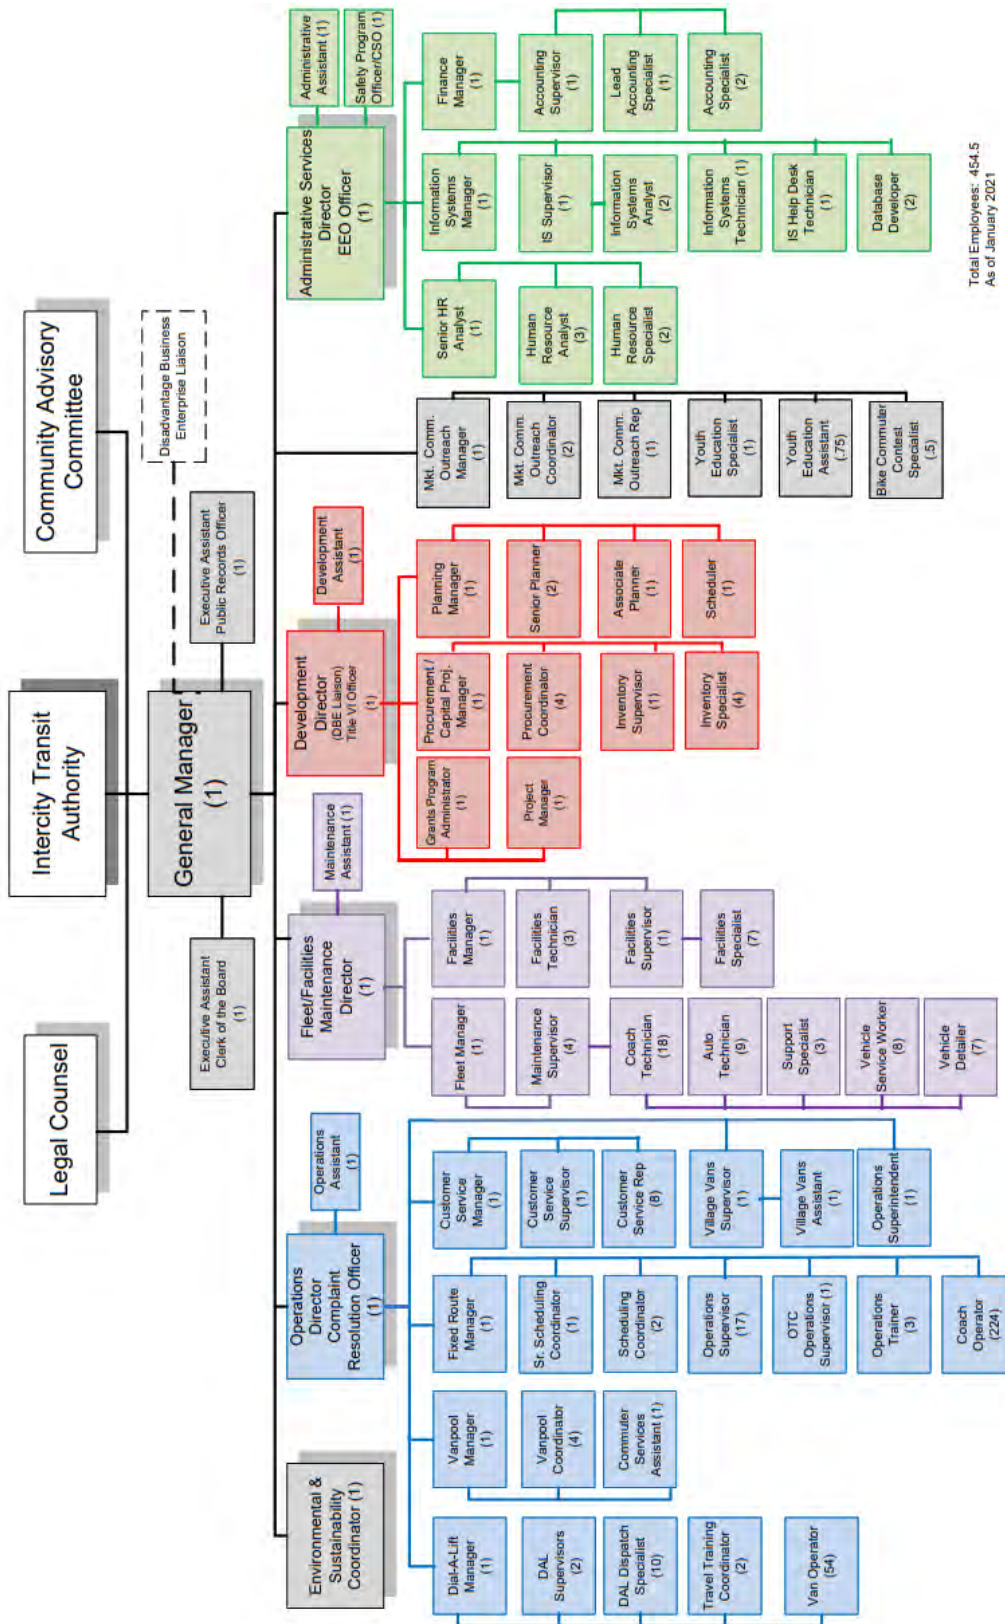 Legal Counsel
Intercity Transit
Authority
Community Advisory
Committee
Executive Assistant
Clerk of the Board
(1)
General Manager
(1)
Executive Assistant
Public Records Officer
(1)
Disadvantage Business
Enterprise Liaison
Environmental &
Sustainability
Coordinator (1)
Operations
Director
Complaint
Resolution Officer
(1)
Operations
Assistant
(1)
Fleet/Facilities
Maintenance
Director
(1)
Maintenance
Assistant (1)
Development
Director
(DBE Liaison)
Title VI Officer
(1)
Development
Assistant
(1)
Administrative Services
Director
EEO Officer
(1)
Administrative
Assistant (1)
Safety Program
Officer/CSO (1)
Dial-A-Lift
Manager
(1)
DAL
Supervisors
(2)
DAL Dispatch
Specialist
(10)
Travel Training
Coordinator
(2)
Van Operator
(54)
Vanpool
Manager
(1)
Vanpool
Coordinator
(4)
Commuter
Services
Assistant (1)
Fixed Route
Manager
(1)
Sr. Scheduling
Coordinator
(1)
Scheduling
Coordinator
(2)
Operations
Supervisor
(17)
OTC
Operations
Supervisor (1)
Operations
Trainer
(3)
Coach
Operator
(224)
Customer
Service
Manager
(1)
Customer
Service
Supervisor
(1)
Customer
Service Rep
(8)
Village Vans
Supervisor
(1)
Village Vans
Assistant
(1)
Operations
Superintendent
(1)
Fleet Manager
(1)
Maintenance
Supervisor
(4)
Coach
Technician
(18)
Auto
Technician
(9)
Support
Specialist
(3)
Vehicle
Service Worker
(8)
Vehicle
Detailer
(7)
Facilities
Manager
(1)
Facilities
Technician
(3)
Facilities
Supervisor
(1)
Facilities
Specialist
(7)
Grants Program
Administrator
(1)
Project
Manager
(1)
Procurement /
Capital Proj.
Manager
(1)
Procurement
Coordinator
(4)
Inventory
Supervisor
(1)
Inventory
Specialist
(4)
Planning
Manager
(1)
Senior Planner
(2)
Associate
Planner
(1)
Scheduler
(1)
Mkt. Comm.
Outreach
Manager
(1)
Mkt. Comm.
Outreach
Coordinator
(2)
Mkt. Comm.
Outreach Rep
(1)
Youth
Education
Specialist
(1)
Youth
Education
Assistant
(.75)
Bike Commuter
Contest
Specialist
(.5)
Senior HR
Analyst
(1)
Human
Resource
Analyst
(3)
Human
Resource
Specialist
(2)
Information
Systems
Manager
(1)
IS Supervisor
(1)
Information
Systems
Analyst
(2)
Information
Systems
Technician (1)
IS Help Desk
Technician
(1)
Database
Developer
(2)
Finance
Manager
(1)
Accounting
Supervisor
(1)
Lead
Accounting
Specialist
(1)
Accounting
Specialist
(2)
Total Employees: 454.5
As of January 2021